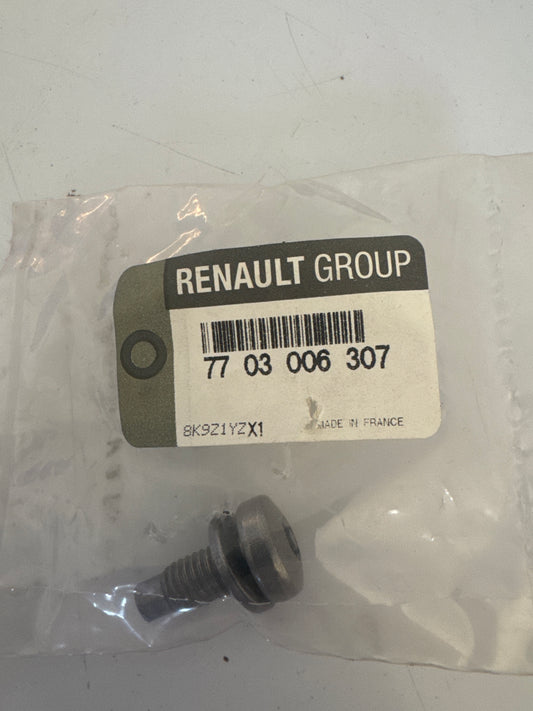 RENAULT GROUP
77 03 006 307
8K9Z1YZX1 MADE IN FRANCE